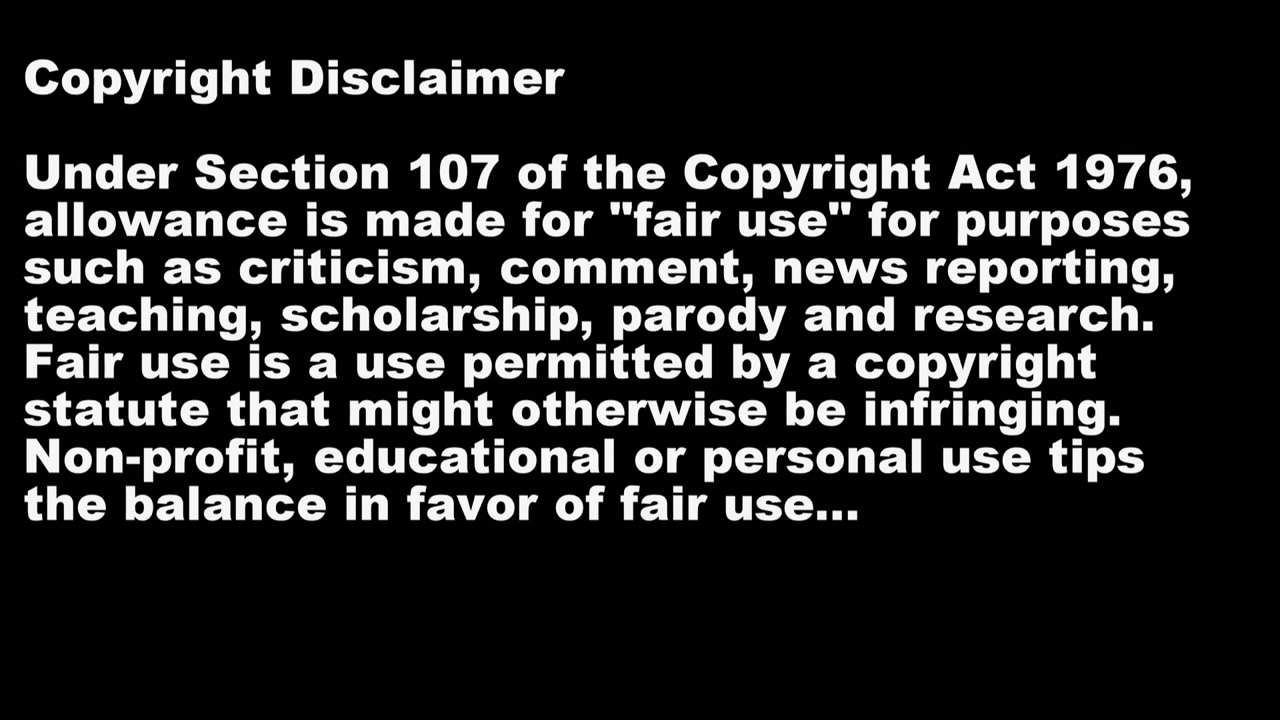 Copyright Disclaimer
Under Section 107 of the Copyright Act 1976,
allowance is made for "fair use" for purposes
such as criticism, comment, news reporting,
teaching, scholarship, parody and research.
Fair use is a use permitted by a copyright
statute that might otherwise be infringing.
Non-profit, educational or personal use tips
the balance in favor of fair use...